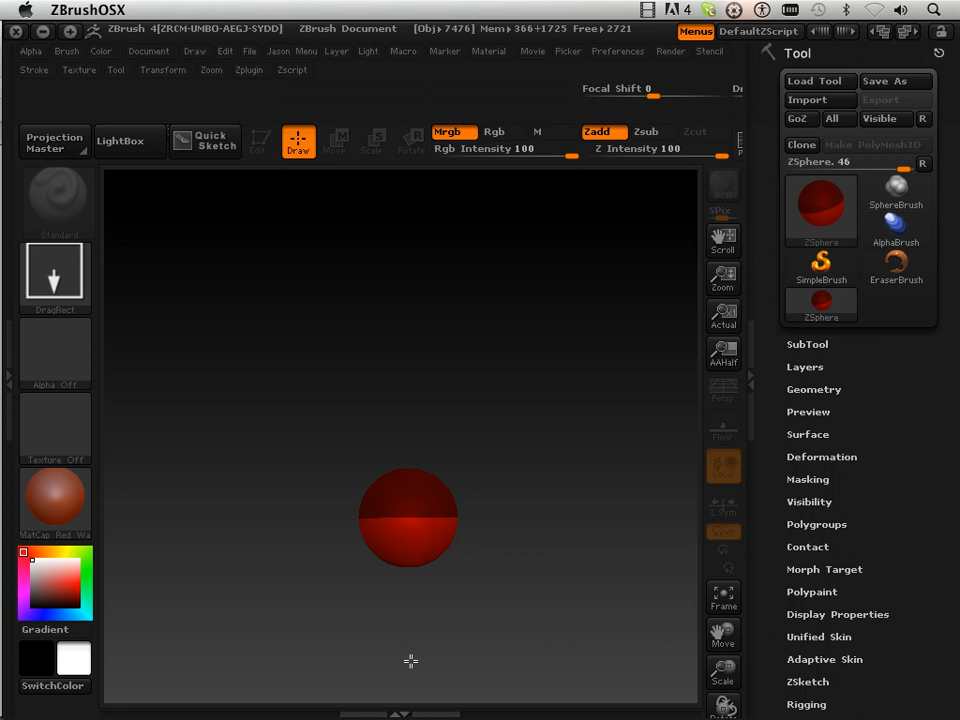 ZBrushOSX
4
ZBrush 4[ZRCM-UMBO-AEGJ-SYDD] ZBrush Document [Obj▸7476] Mem▸366+1725 Free▸2721 Menus DefaultZScript
Alpha Brush Color Document Draw Edit File Jason Menu Layer Light Macro Marker Material Movie Picker Preferences Render Stencil
Stroke Texture Tool Transform Zoom Zplugin Zscript
Focal Shift 0 Dr
Projection Master
LightBox
Quick Sketch
Edit
Draw
Move
Scale
Rotate
Mrgb Rgb M
Rgb Intensity 100
Zadd Zsub Zcut
Z Intensity 100
Standard
DragRect
Alpha Off
Texture Off
MatCap Red Wa
Gradient
SwitchColor
BPR
SPix
Scroll
Zoom
Actual
AAHalf
Persp
Floor
Local
L.Sym
Frame
Move
Scale
Tool
Load Tool Save As
Import Export
GoZ All Visible R
Clone Make PolyMesh3D
ZSphere. 46 R
ZSphere
SphereBrush
AlphaBrush
SimpleBrush EraserBrush
ZSphere
SubTool
Layers
Geometry
Preview
Surface
Deformation
Masking
Visibility
Polygroups
Contact
Morph Target
Polypaint
Display Properties
Unified Skin
Adaptive Skin
ZSketch
Rigging